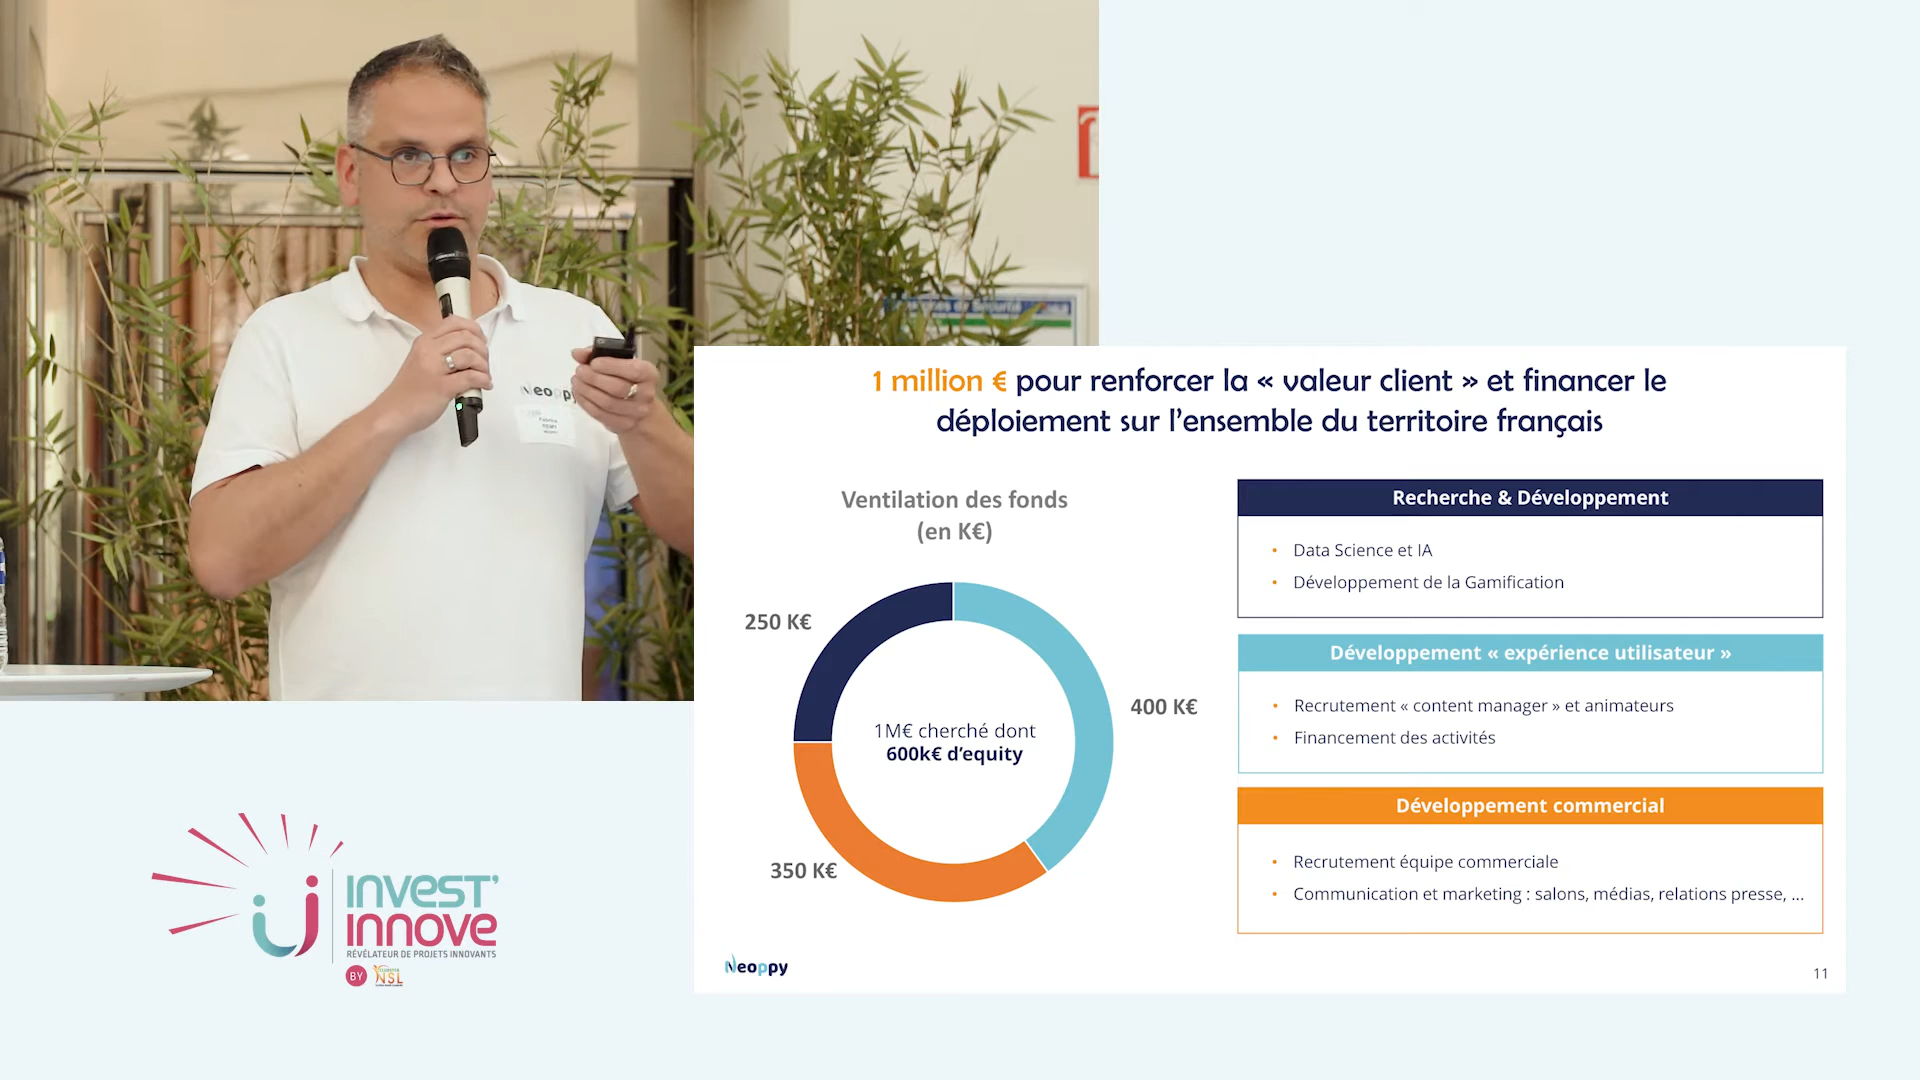 Neoppy
1 million € pour renforcer la « valeur client » et financer le
déploiement sur l’ensemble du territoire français
Ventilation des fonds
(en K€)
250 K€
400 K€
350 K€
1M€ cherché dont
600k€ d’equity
Recherche & Développement
• Data Science et IA
• Développement de la Gamification
Développement « expérience utilisateur »
• Recrutement « content manager » et animateurs
• Financement des activités
Développement commercial
• Recrutement équipe commerciale
• Communication et marketing : salons, médias, relations presse, ...
Neoppy
11
INVEST’
INNOVE
RÉVÉLATEUR DE PROJETS INNOVANTS
BY
NSL